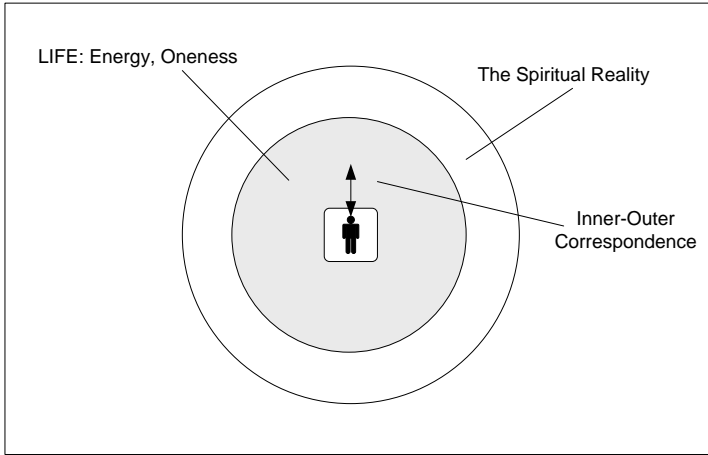 LIFE: Energy, Oneness
The Spiritual Reality
Inner-Outer
Correspondence